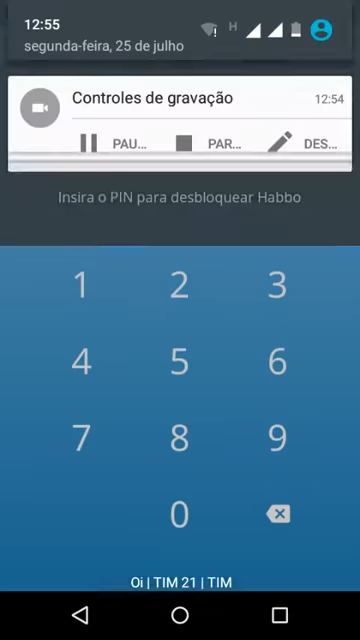 12:55
segunda-feira, 25 de julho
H
Controles de gravação
12:54
PAU...
PAR...
DES...
Insira o PIN para desbloquear Habbo
1 2 3
4 5 6
7 8 9
0
Oi | TIM 21 | TIM